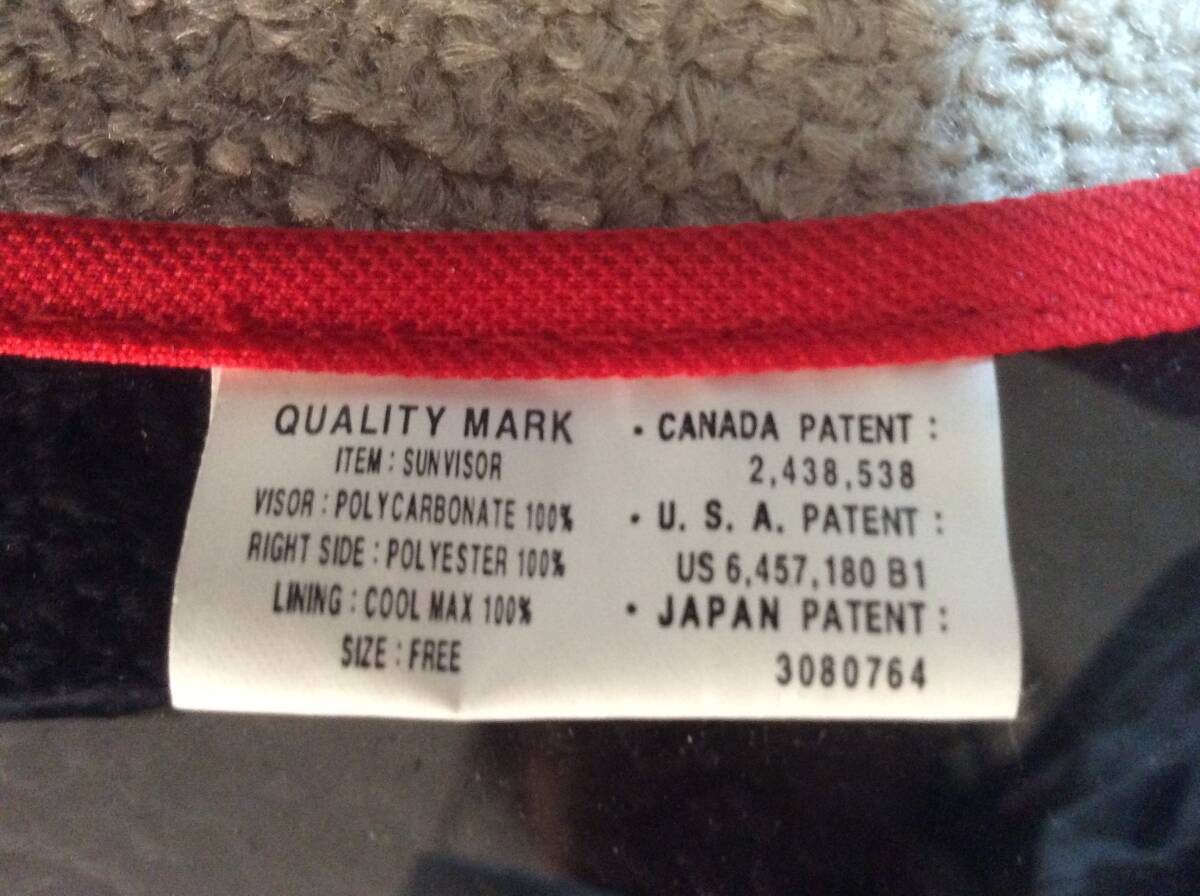 QUALITY MARK
ITEM : SUNVISOR
VISOR : POLYCARBONATE 100%
RIGHT SIDE : POLYESTER 100%
LINING : COOL MAX 100%
SIZE : FREE
• CANADA PATENT :
2,438,538
• U. S. A. PATENT :
US 6,457,180 B1
• JAPAN PATENT :
3080764